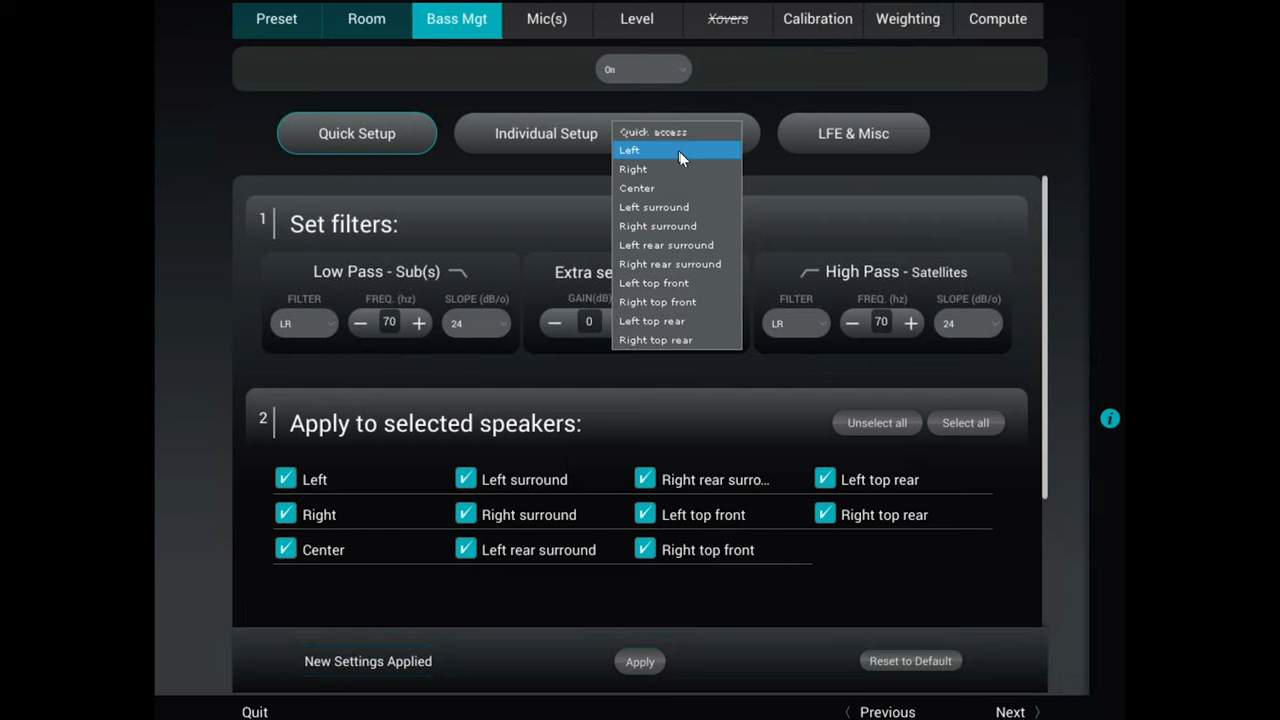 Preset Room Bass Mgt Mic(s) Level Xovers Calibration Weighting Compute
On
Quick Setup Individual Setup LFE & Misc
Quick access
Left
Right
Center
Left surround
Right surround
Left rear surround
Right rear surround
Left top front
Right top front
Left top rear
Right top rear
1 Set filters:
Low Pass - Sub(s) Extra se High Pass - Satellites
FILTER FREQ. (hz) SLOPE (dB/o) GAIN(dB) FILTER FREQ. (hz) SLOPE (dB/o)
LR − 70 + 24 − 0 LR − 70 + 24
2 Apply to selected speakers: Unselect all Select all
Left Left surround Right rear surro... Left top rear
Right Right surround Left top front Right top rear
Center Left rear surround Right top front
New Settings Applied Apply Reset to Default
i
Quit Previous Next